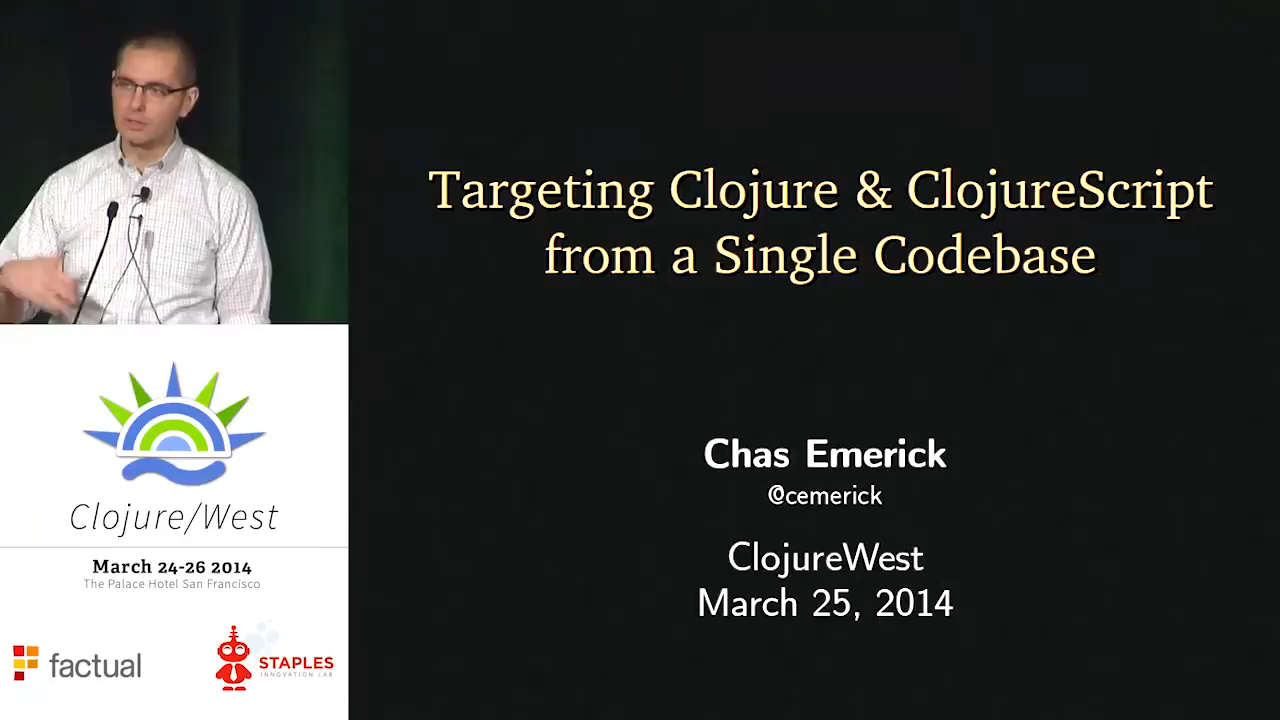 Targeting Clojure & ClojureScript
from a Single Codebase
Chas Emerick
@cemerick
ClojureWest
March 25, 2014
Clojure/West
March 24-26 2014
The Palace Hotel San Francisco
factual
STAPLES
INNOVATION LAB